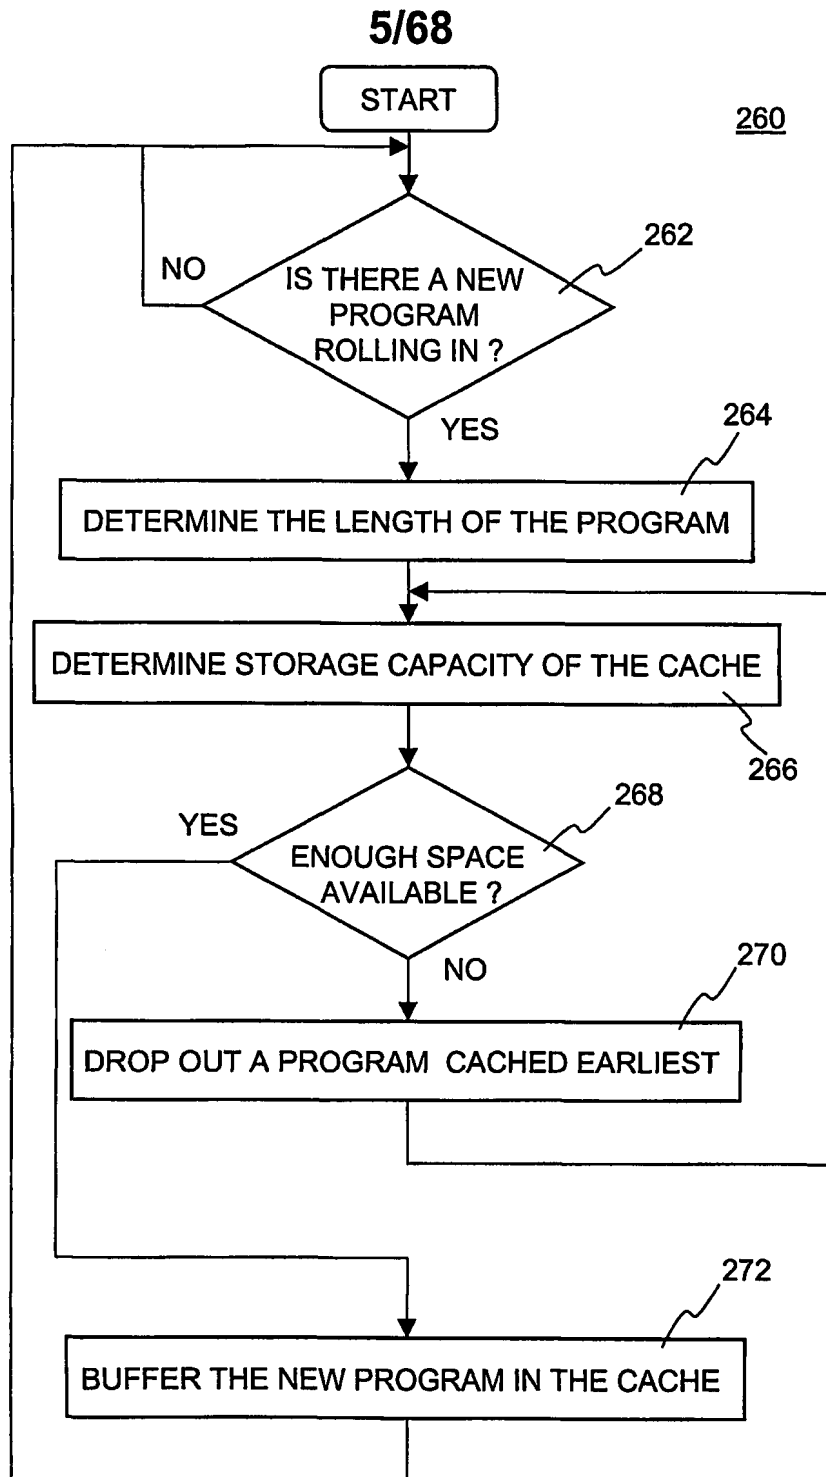 5/68
START
260
262
NO
IS THERE A NEW
PROGRAM
ROLLING IN ?
YES
264
DETERMINE THE LENGTH OF THE PROGRAM
DETERMINE STORAGE CAPACITY OF THE CACHE
266
268
YES
ENOUGH SPACE
AVAILABLE ?
NO
270
DROP OUT A PROGRAM CACHED EARLIEST
272
BUFFER THE NEW PROGRAM IN THE CACHE